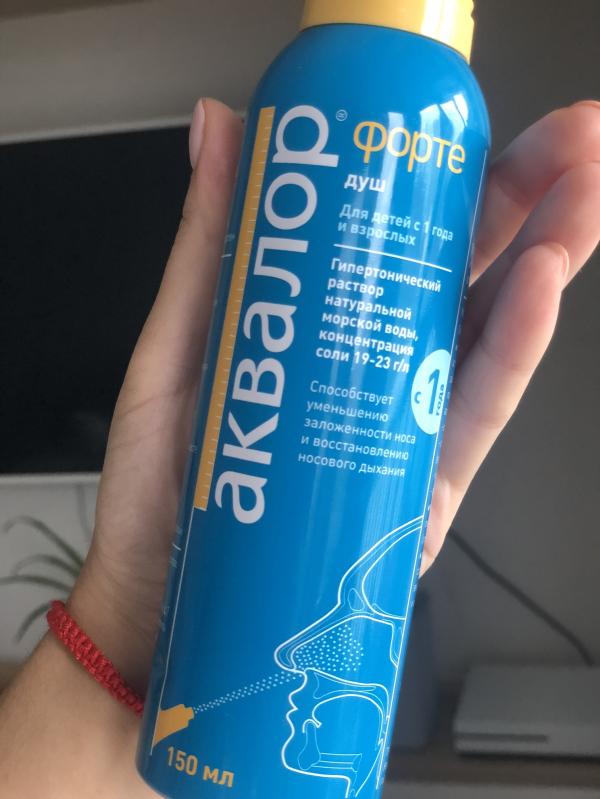 аквалор®
форте
душ
Для детей с 1 года
и взрослых
Гипертонический
раствор
натуральной
морской воды,
концентрация
соли 19-23 г/л
с 1 года
Способствует
уменьшению
заложенности носа
и восстановлению
носового дыхания
150 мл